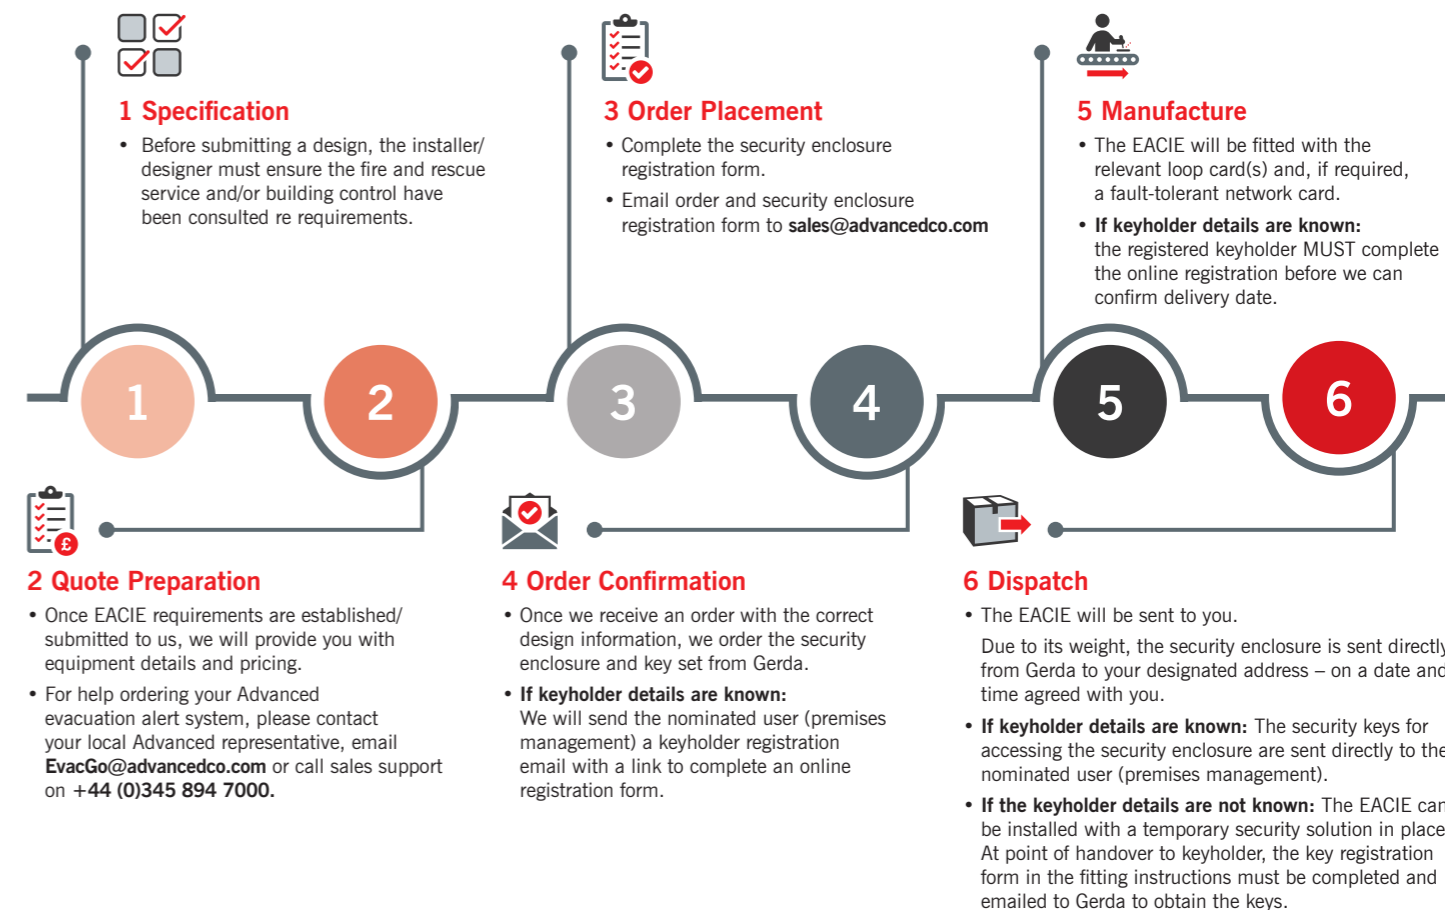 1 Specification
• Before submitting a design, the installer/
designer must ensure the fire and rescue
service and/or building control have
been consulted re requirements.
3 Order Placement
• Complete the security enclosure
registration form.
• Email order and security enclosure
registration form to sales@advancedco.com
5 Manufacture
• The EACIE will be fitted with the
relevant loop card(s) and, if required,
a fault-tolerant network card.
• If keyholder details are known:
the registered keyholder MUST complete
the online registration before we can
confirm delivery date.
1
2
3
4
5
6
£
2 Quote Preparation
• Once EACIE requirements are established/
submitted to us, we will provide you with
equipment details and pricing.
• For help ordering your Advanced
evacuation alert system, please contact
your local Advanced representative, email
EvacGo@advancedco.com or call sales support
on +44 (0)345 894 7000.
4 Order Confirmation
• Once we receive an order with the correct
design information, we order the security
enclosure and key set from Gerda.
• If keyholder details are known:
We will send the nominated user (premises
management) a keyholder registration
email with a link to complete an online
registration form.
6 Dispatch
• The EACIE will be sent to you.
Due to its weight, the security enclosure is sent directly
from Gerda to your designated address – on a date and
time agreed with you.
• If keyholder details are known: The security keys for
accessing the security enclosure are sent directly to the
nominated user (premises management).
• If the keyholder details are not known: The EACIE can
be installed with a temporary security solution in place
At point of handover to keyholder, the key registration
form in the fitting instructions must be completed and
emailed to Gerda to obtain the keys.